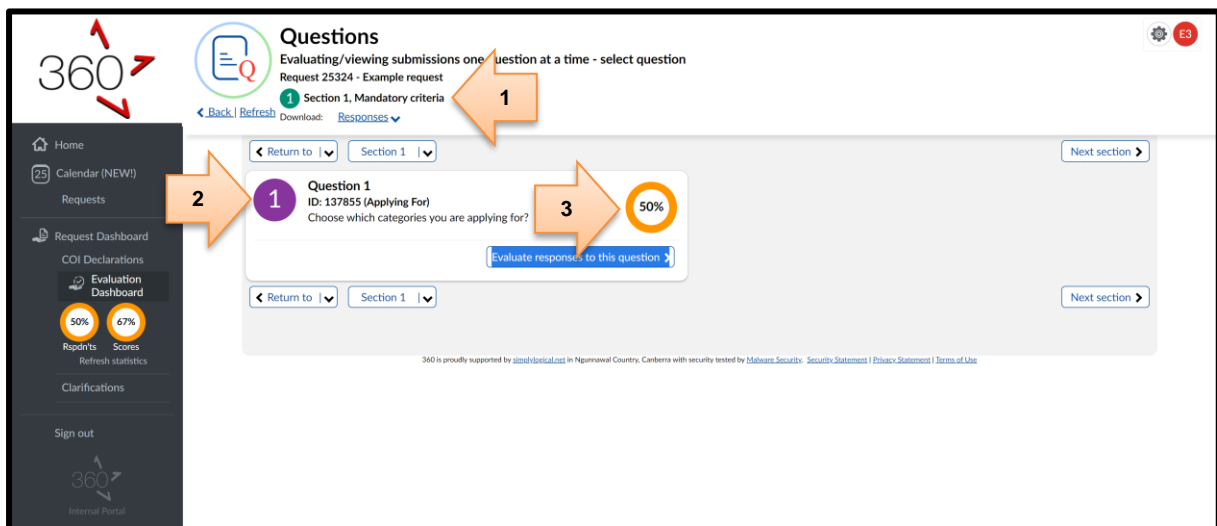 360
Questions
Evaluating/viewing submissions one question at a time - select question
Request 25324 - Example request
1 Section 1, Mandatory criteria
1
Back | Refresh
Download: Responses
E3
Home
25 Calendar (NEW!)
Requests
Request Dashboard
COI Declarations
Evaluation
Dashboard
50% 67%
Rspdn'ts Scores
Refresh statistics
Clarifications
Sign out
360
Internal Portal
Return to | Section 1 | Next section
2
1
Question 1
ID: 137855 (Applying For)
Choose which categories you are applying for?
3
50%
Evaluate responses to this question
Return to | Section 1 | Next section
360 is proudly supported by simplylogical.net in Ngunnawal Country, Canberra with security tested by Malware Security. Security Statement | Privacy Statement | Terms of Use